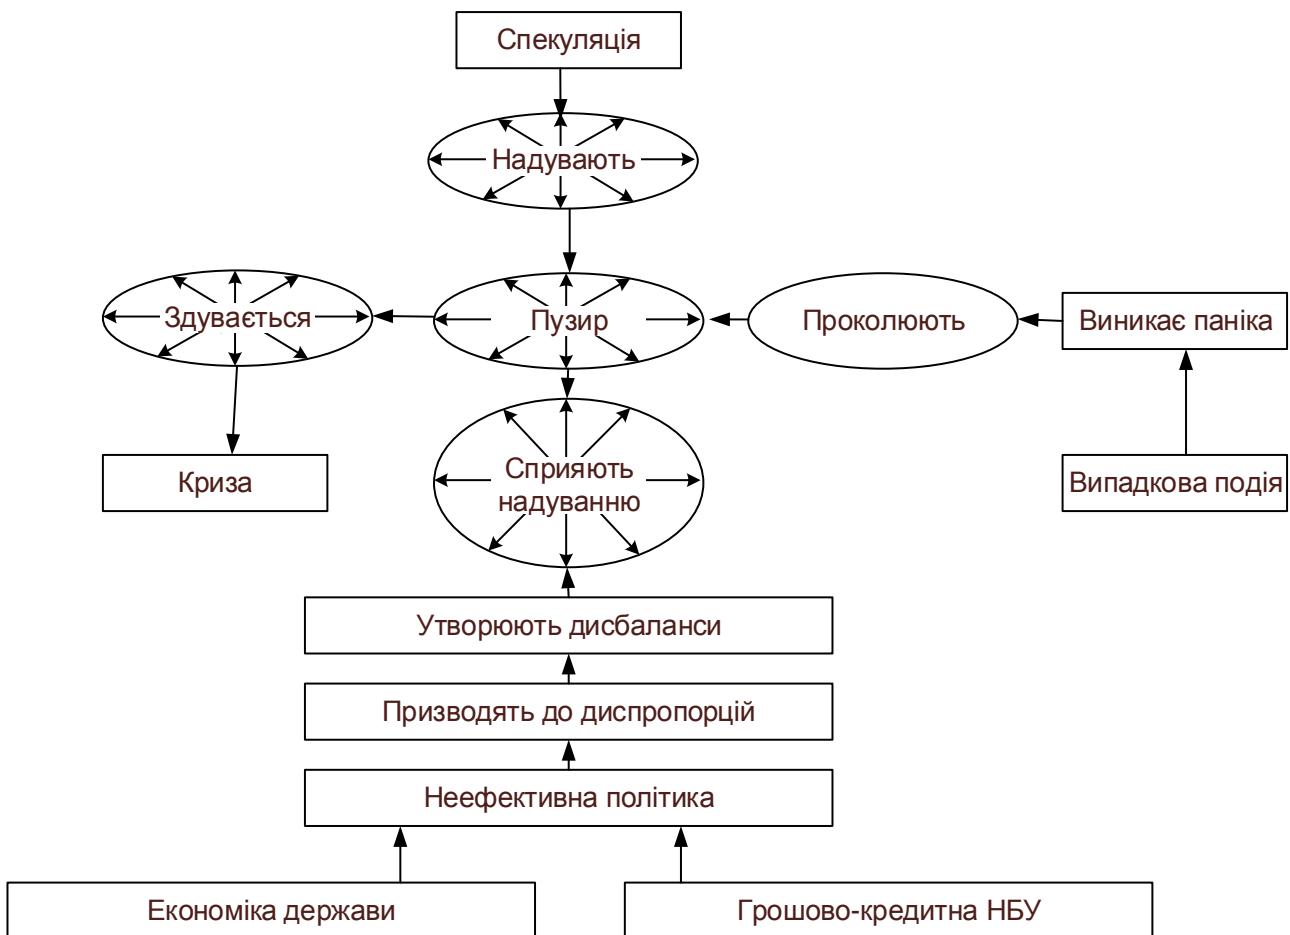 Спекуляція
Надувають
Здувається
Пузир
Проколюють
Виникає паніка
Криза
Сприяють
надуванню
Випадкова подія
Утворюють дисбаланси
Призводять до диспропорцій
Неефективна політика
Економіка держави
Грошово-кредитна НБУ